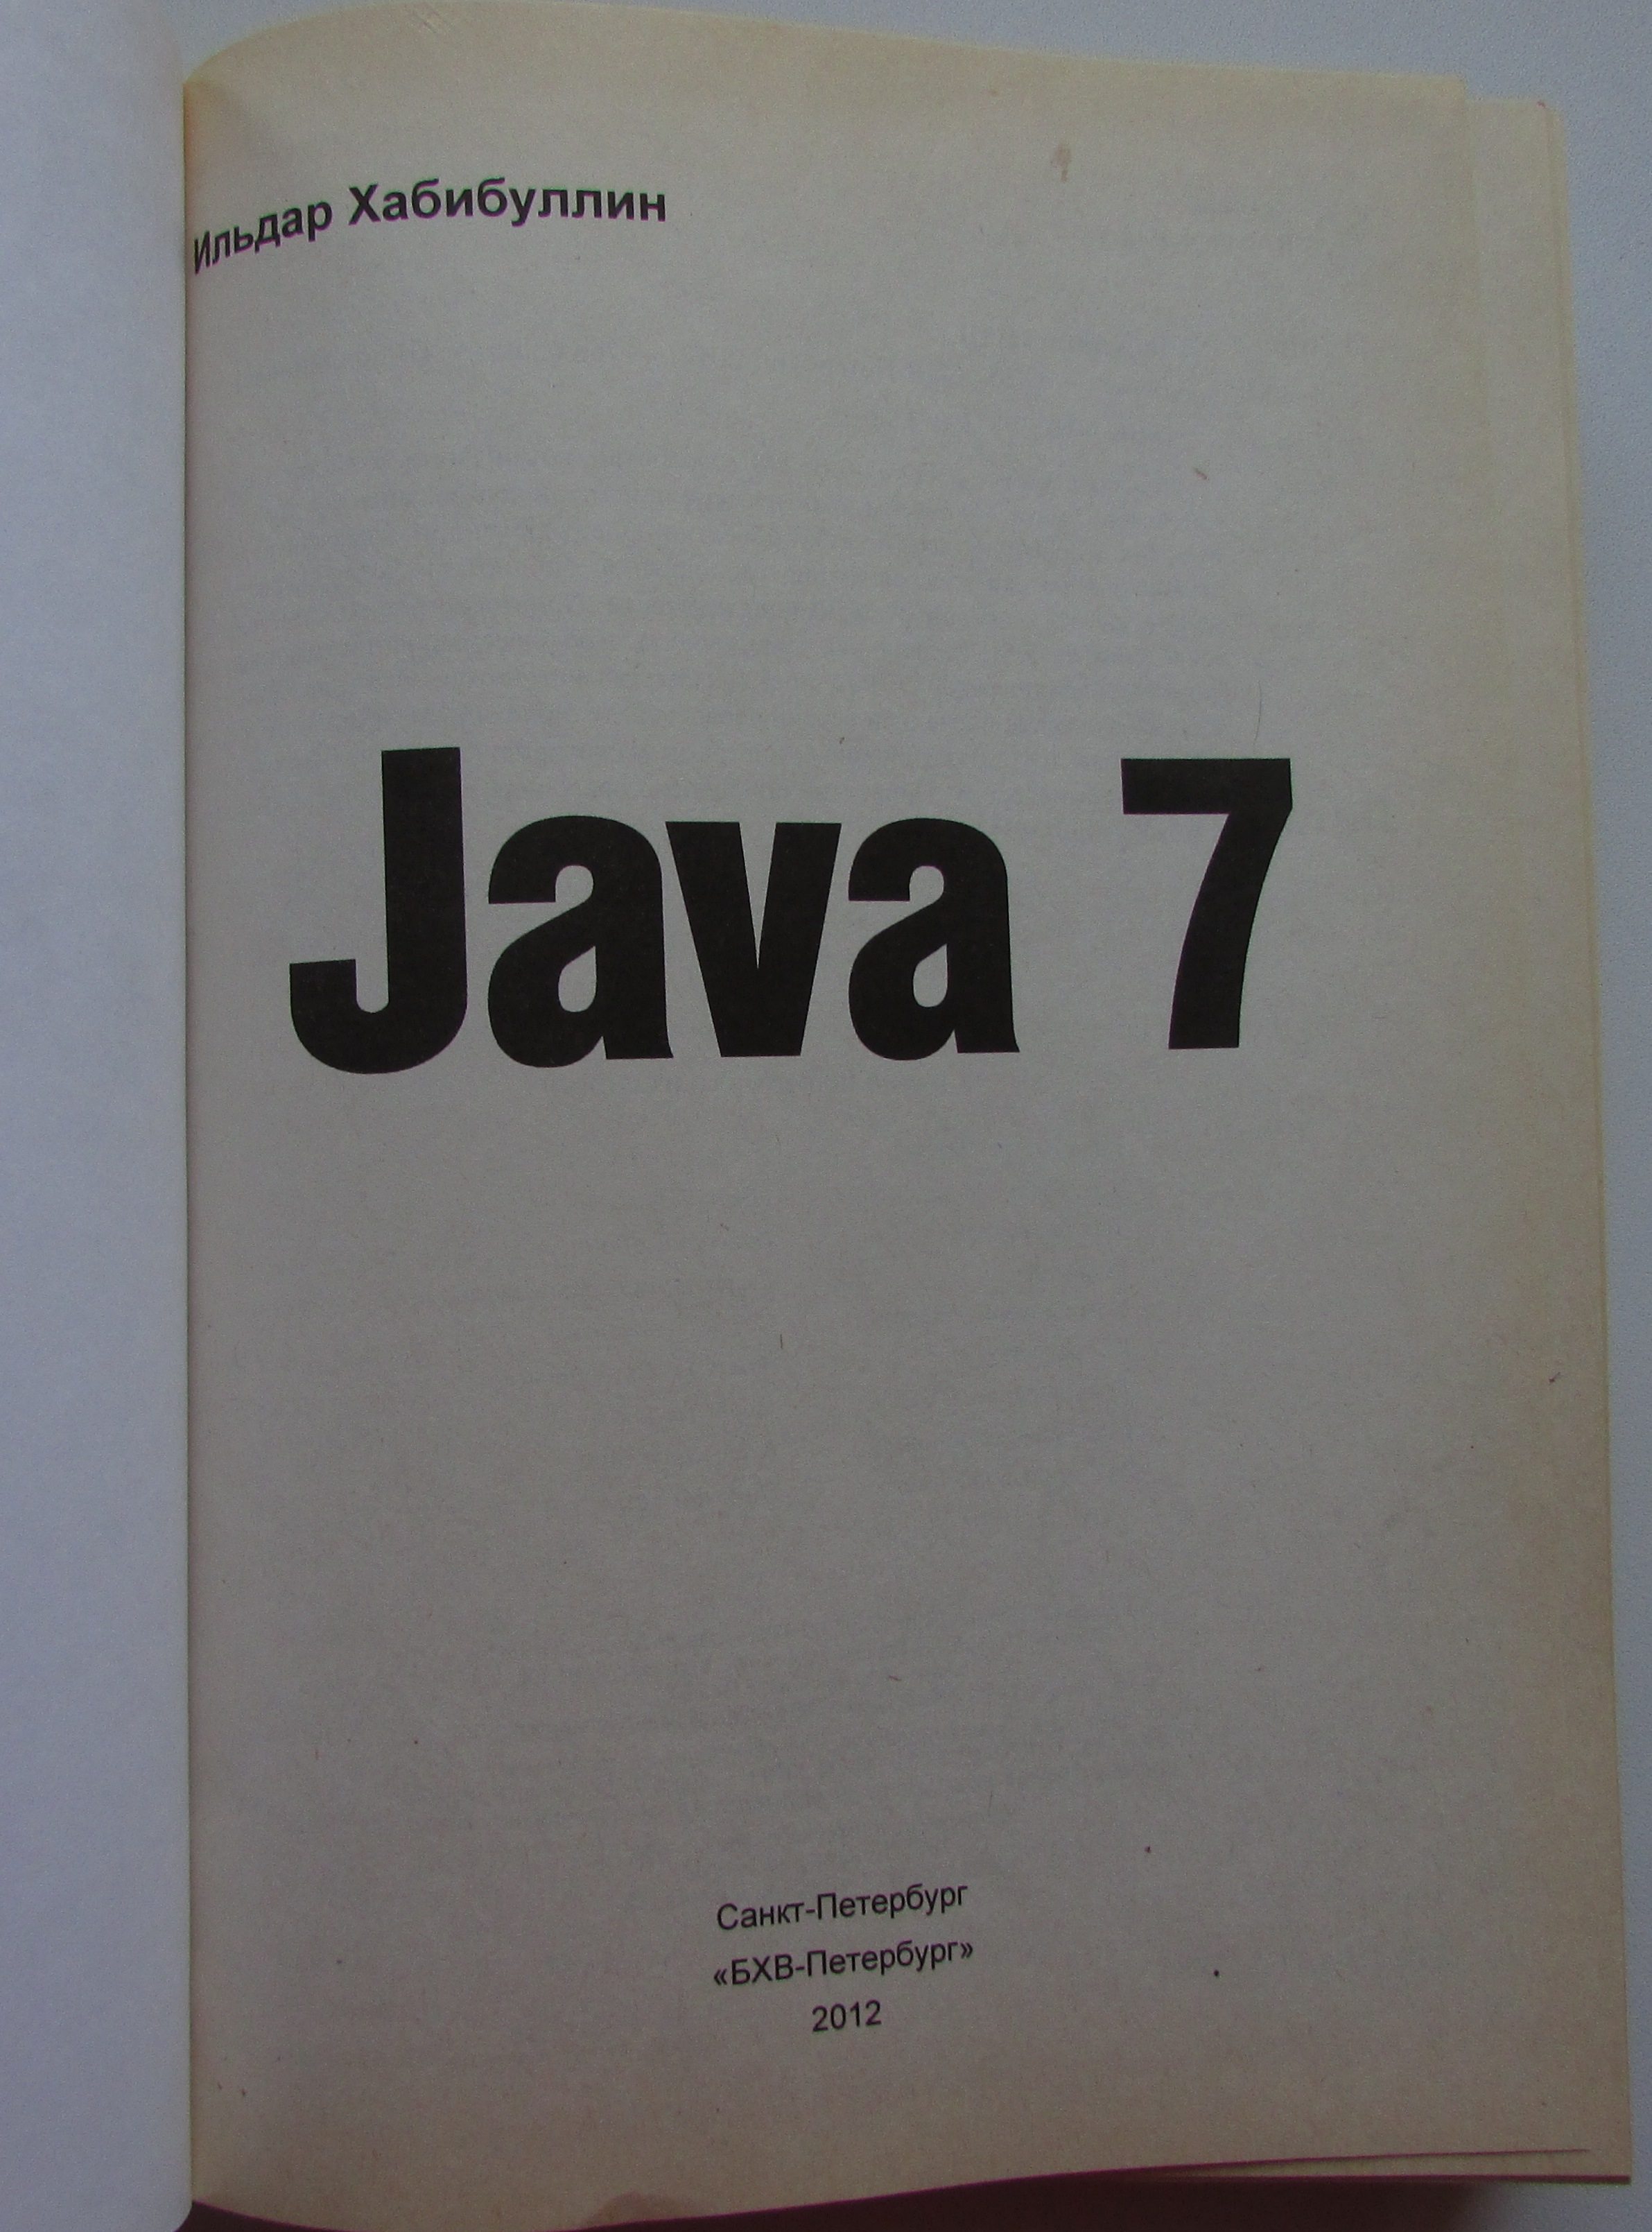 Ильдар Хабибуллин
Java 7
Санкт-Петербург
«БХВ-Петербург»
2012